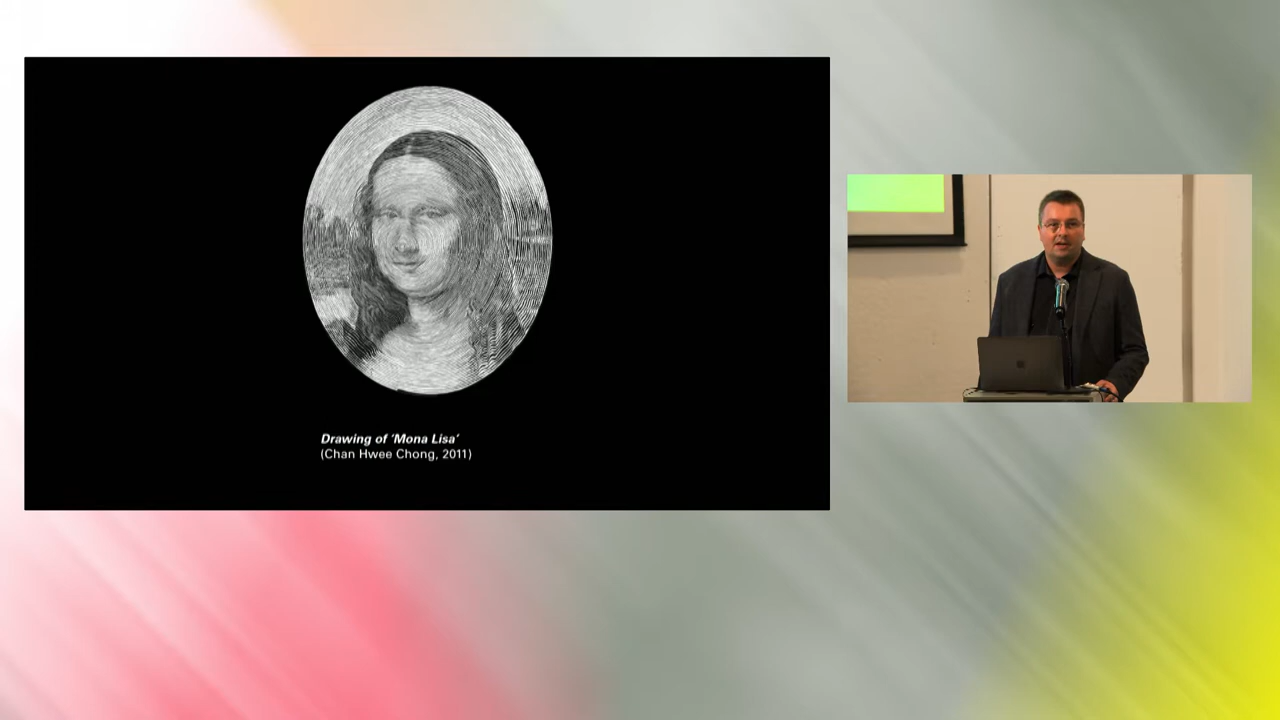 Drawing of ‘Mona Lisa’
(Chan Hwee Chong, 2011)